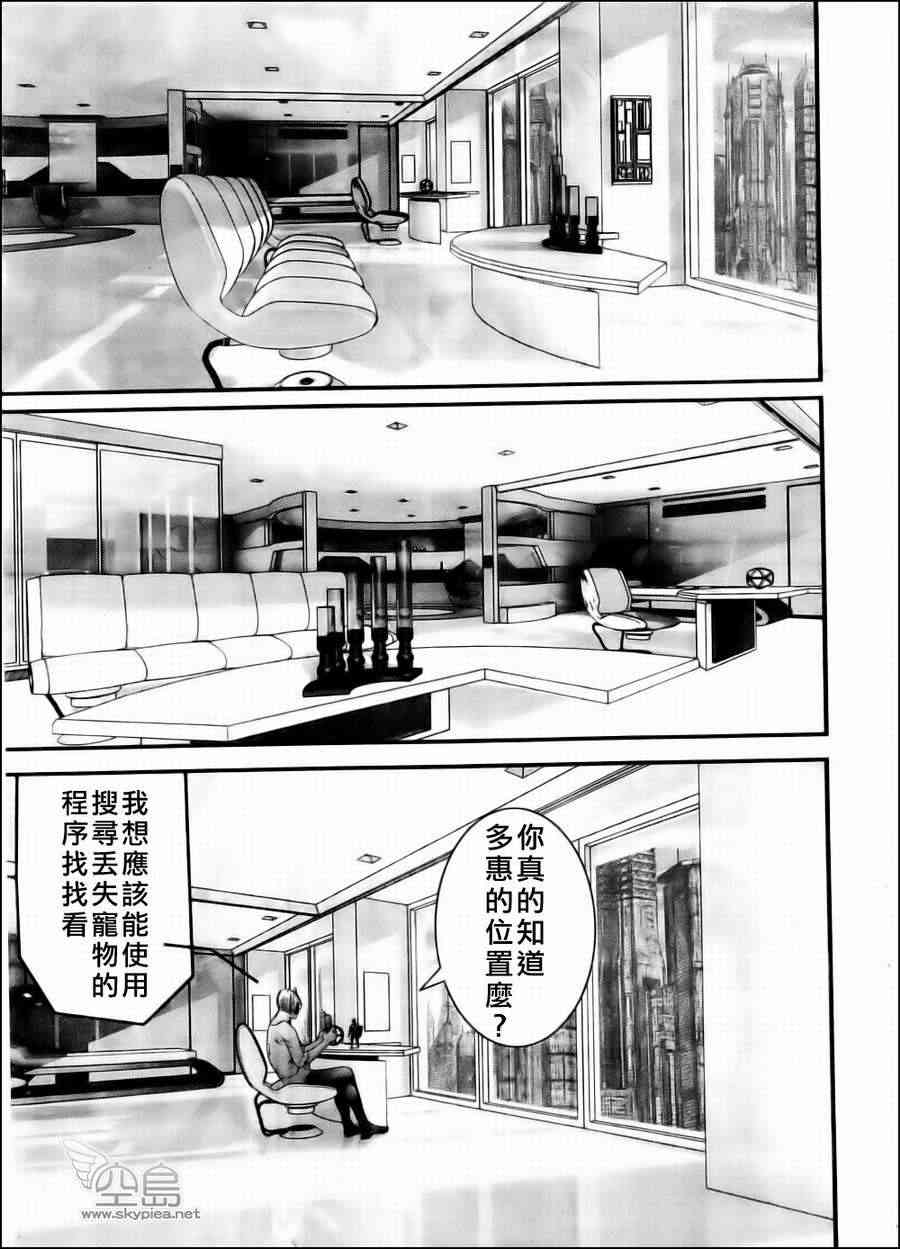 你真的知道
多惠的位置麼？
我想應該能使用
搜尋丟失寵物的
程序找找看
空島
www.skypiea.net